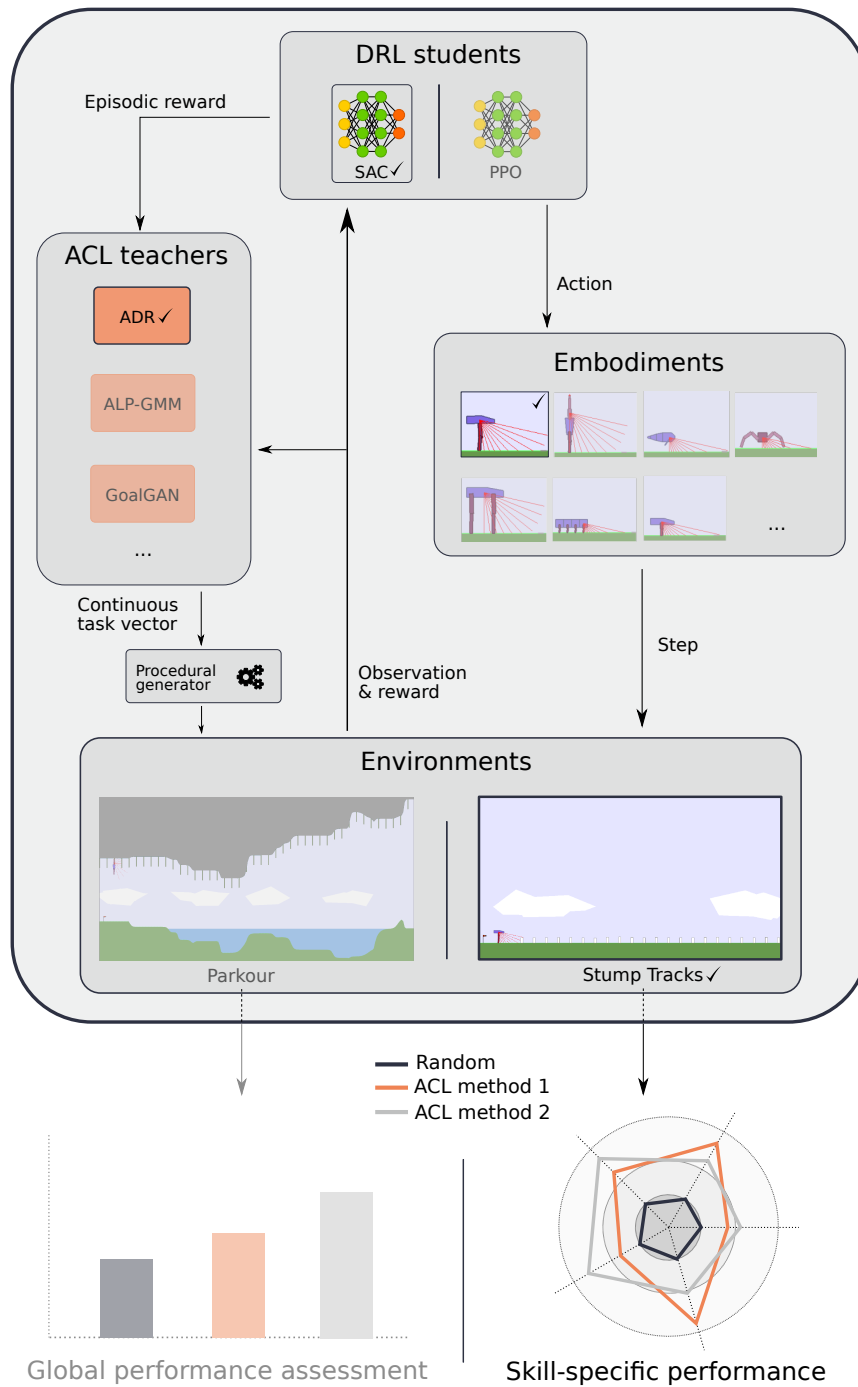 DRL students
Episodic reward
SAC ✓
PPO
ACL teachers
ADR ✓
Action
Embodiments
✓
ALP-GMM
GoalGAN
...
...
Continuous
task vector
Procedural
generator
Observation
& reward
Step
Environments
Parkour
Stump Tracks ✓
Random
ACL method 1
ACL method 2
Global performance assessment
Skill-specific performance